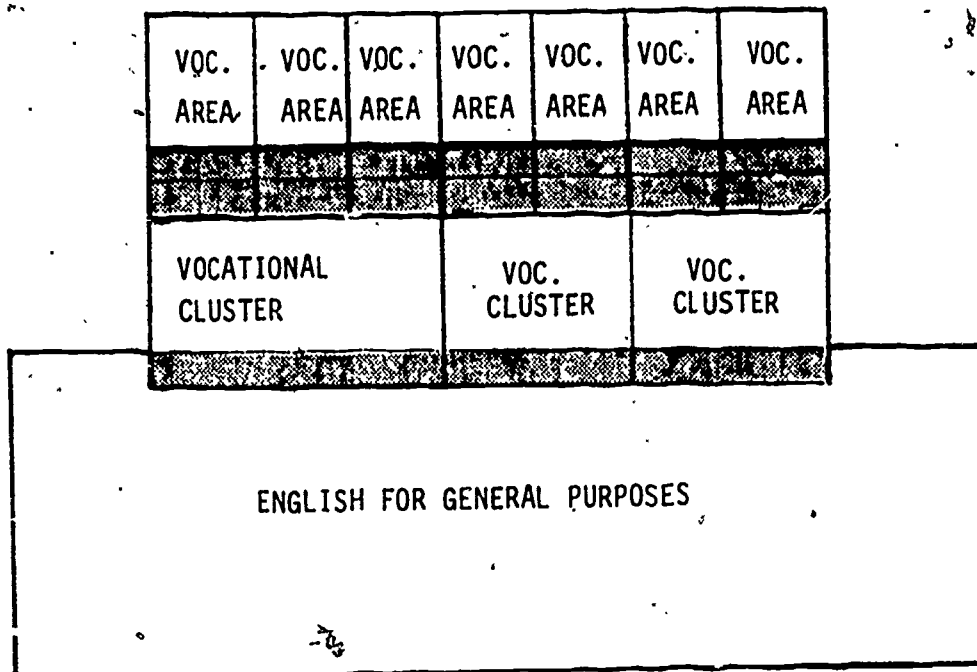 VOC. VOC. VOC. VOC. VOC. VOC. VOC.
AREA AREA AREA AREA AREA AREA AREA
VOCATIONAL
CLUSTER
VOC.
CLUSTER
VOC.
CLUSTER
ENGLISH FOR GENERAL PURPOSES